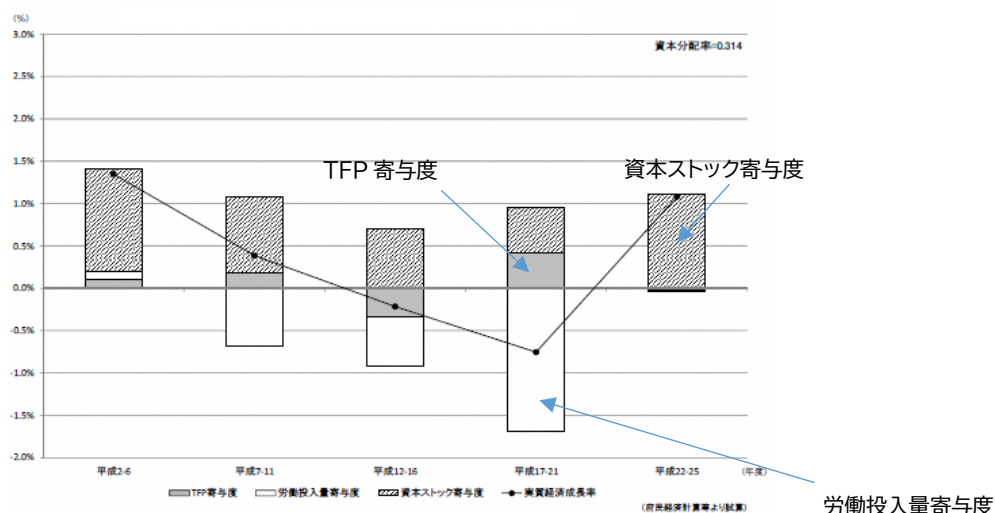 (%)
3.0%
資本分配率=0.314
2.5%
2.0%
1.5%
TFP 寄与度
資本ストック寄与度
1.0%
0.5%
0.0%
-0.5%
-1.0%
-1.5%
-2.0%
平成2-6 平成7-11 平成12-16 平成17-21 平成22-25 (年度)
TFP寄与度 労働投入量寄与度 資本ストック寄与度 実質経済成長率
(府民経済計算等より試算)
労働投入量寄与度